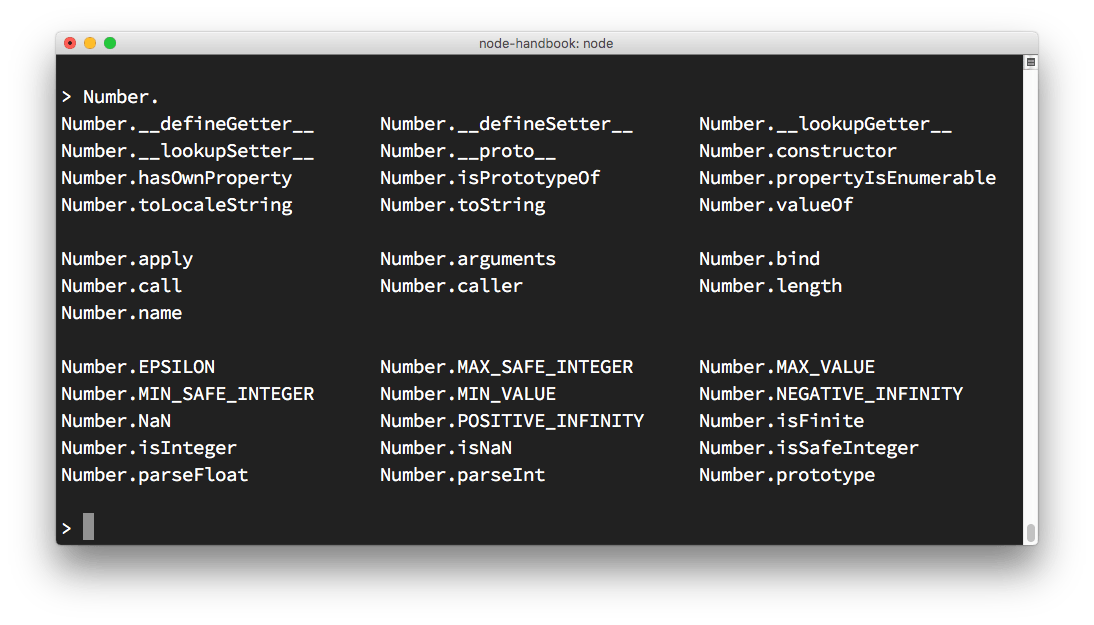 node-handbook: node
> Number.
Number.__defineGetter__ Number.__defineSetter__ Number.__lookupGetter__
Number.__lookupSetter__ Number.__proto__ Number.constructor
Number.hasOwnProperty Number.isPrototypeOf Number.propertyIsEnumerable
Number.toLocaleString Number.toString Number.valueOf
Number.apply Number.arguments Number.bind
Number.call Number.caller Number.length
Number.name
Number.EPSILON Number.MAX_SAFE_INTEGER Number.MAX_VALUE
Number.MIN_SAFE_INTEGER Number.MIN_VALUE Number.NEGATIVE_INFINITY
Number.NaN Number.POSITIVE_INFINITY Number.isFinite
Number.isInteger Number.isNaN Number.isSafeInteger
Number.parseFloat Number.parseInt Number.prototype
>